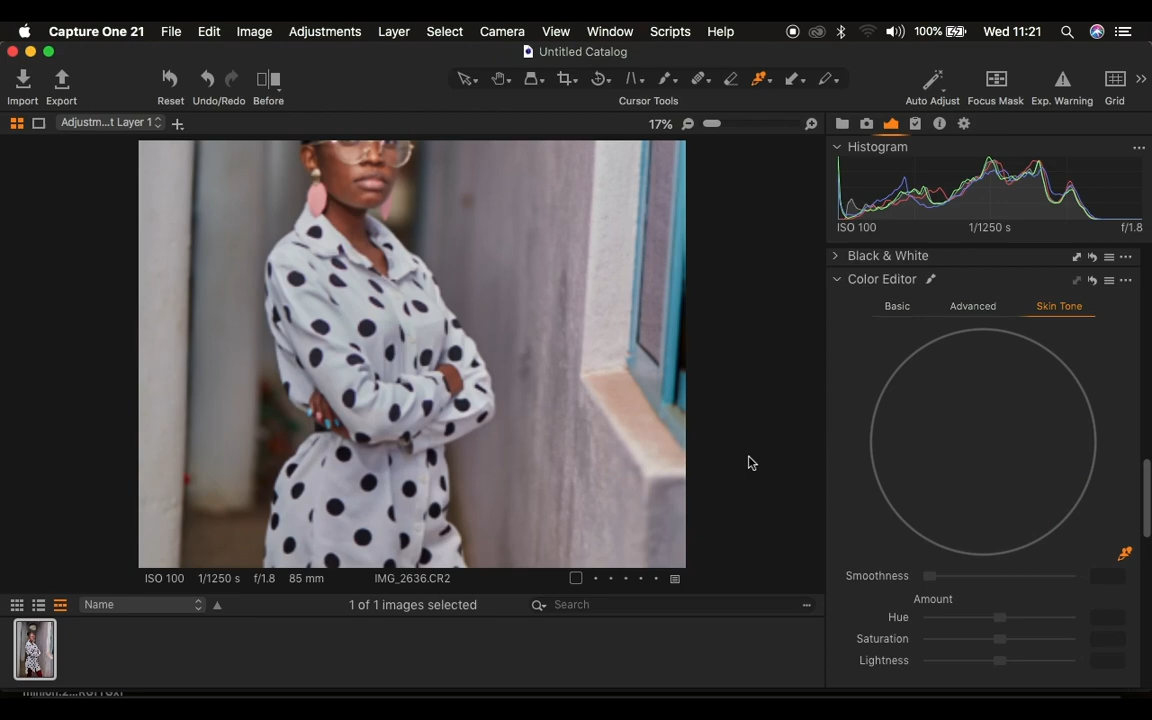 Capture One 21 File Edit Image Adjustments Layer Select Camera View Window Scripts Help 100% Wed 11:21
Untitled Catalog
Import Export Reset Undo/Redo Before Cursor Tools Auto Adjust Focus Mask Exp. Warning Grid
Adjustm...t Layer 1 17%
Histogram
ISO 100 1/1250 s f/1.8
Black & White
Color Editor
Basic Advanced Skin Tone
Smoothness
Amount
Hue
Saturation
Lightness
ISO 100 1/1250 s f/1.8 85 mm IMG_2636.CR2
Name 1 of 1 images selected Search